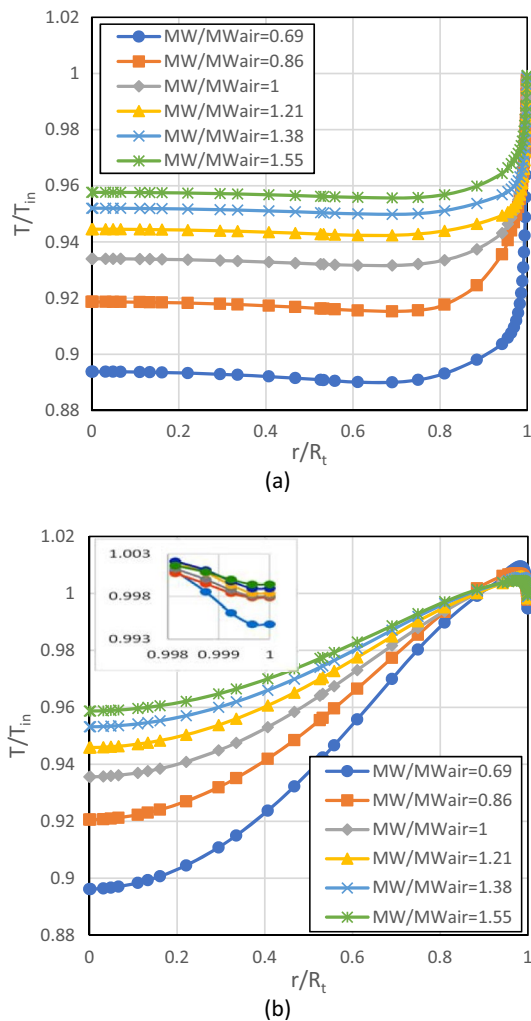 1.02
1
0.98
0.96
0.94
0.92
0.9
0.88
T/Tin
MW/MWair=0.69
MW/MWair=0.86
MW/MWair=1
MW/MWair=1.21
MW/MWair=1.38
MW/MWair=1.55
0 0.2 0.4 0.6 0.8 1
r/Rt
(a)
1.02
1
0.98
0.96
0.94
0.92
0.9
0.88
T/Tin
1.003
0.998
0.993
0.998 0.999 1
MW/MWair=0.69
MW/MWair=0.86
MW/MWair=1
MW/MWair=1.21
MW/MWair=1.38
MW/MWair=1.55
0 0.2 0.4 0.6 0.8 1
r/Rt
(b)